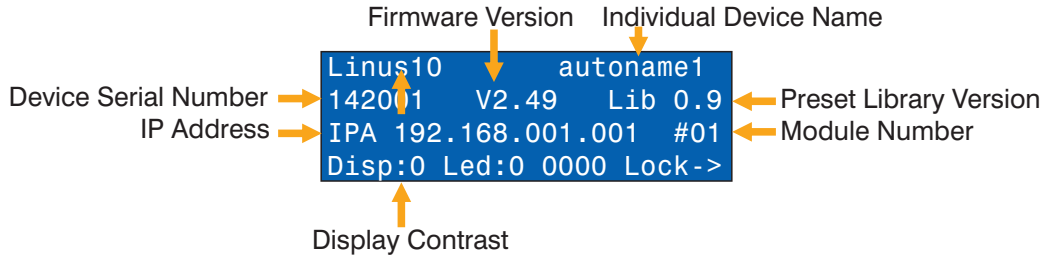 Firmware Version Individual Device Name
Linus10 autoname1
Device Serial Number 142001 V2.49 Lib 0.9 Preset Library Version
IP Address IPA 192.168.001.001 #01 Module Number
Disp:0 Led:0 0000 Lock->
Display Contrast